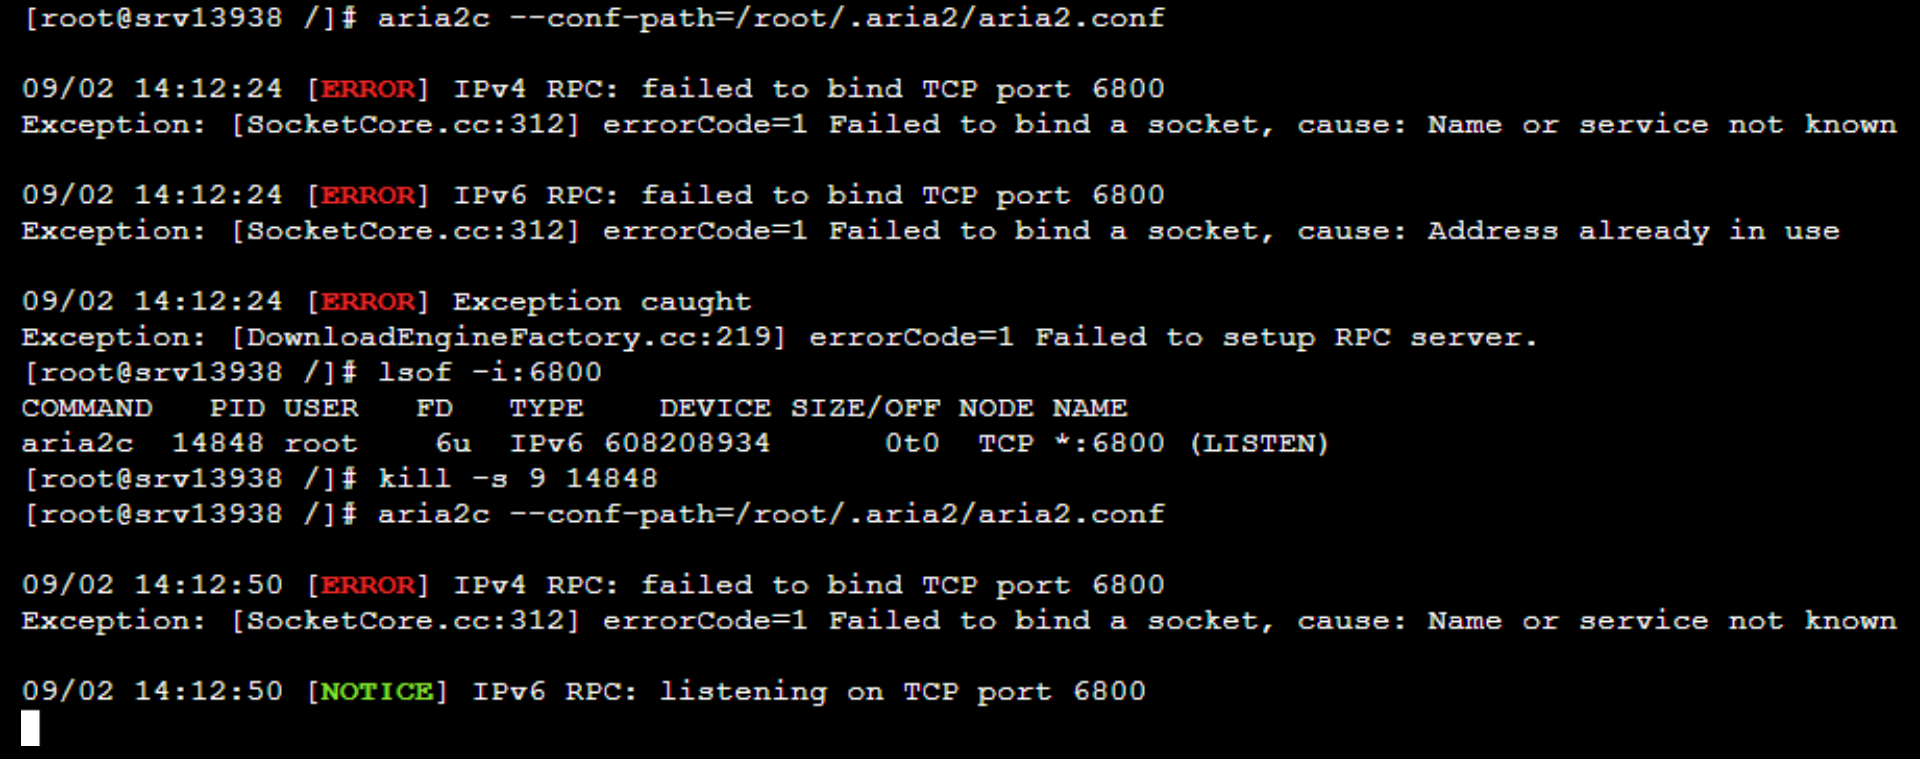 [root@srv13938 /]# aria2c --conf-path=/root/.aria2/aria2.conf
09/02 14:12:24 [ERROR] IPv4 RPC: failed to bind TCP port 6800
Exception: [SocketCore.cc:312] errorCode=1 Failed to bind a socket, cause: Name or service not known
09/02 14:12:24 [ERROR] IPv6 RPC: failed to bind TCP port 6800
Exception: [SocketCore.cc:312] errorCode=1 Failed to bind a socket, cause: Address already in use
09/02 14:12:24 [ERROR] Exception caught
Exception: [DownloadEngineFactory.cc:219] errorCode=1 Failed to setup RPC server.
[root@srv13938 /]# lsof -i:6800
COMMAND   PID USER   FD   TYPE    DEVICE SIZE/OFF NODE NAME
aria2c  14848 root    6u  IPv6 608208934      0t0  TCP *:6800 (LISTEN)
[root@srv13938 /]# kill -s 9 14848
[root@srv13938 /]# aria2c --conf-path=/root/.aria2/aria2.conf
09/02 14:12:50 [ERROR] IPv4 RPC: failed to bind TCP port 6800
Exception: [SocketCore.cc:312] errorCode=1 Failed to bind a socket, cause: Name or service not known
09/02 14:12:50 [NOTICE] IPv6 RPC: listening on TCP port 6800